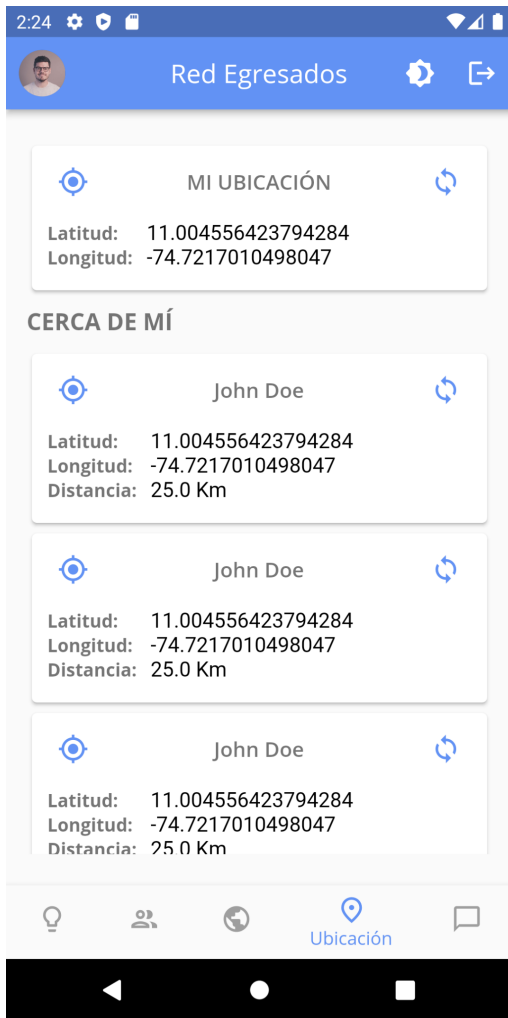 2:24
Red Egresados
MI UBICACIÓN
Latitud: 11.004556423794284
Longitud: -74.7217010498047
CERCA DE MÍ
John Doe
Latitud: 11.004556423794284
Longitud: -74.7217010498047
Distancia: 25.0 Km
John Doe
Latitud: 11.004556423794284
Longitud: -74.7217010498047
Distancia: 25.0 Km
John Doe
Latitud: 11.004556423794284
Longitud: -74.7217010498047
Distancia: 25.0 Km
Ubicación